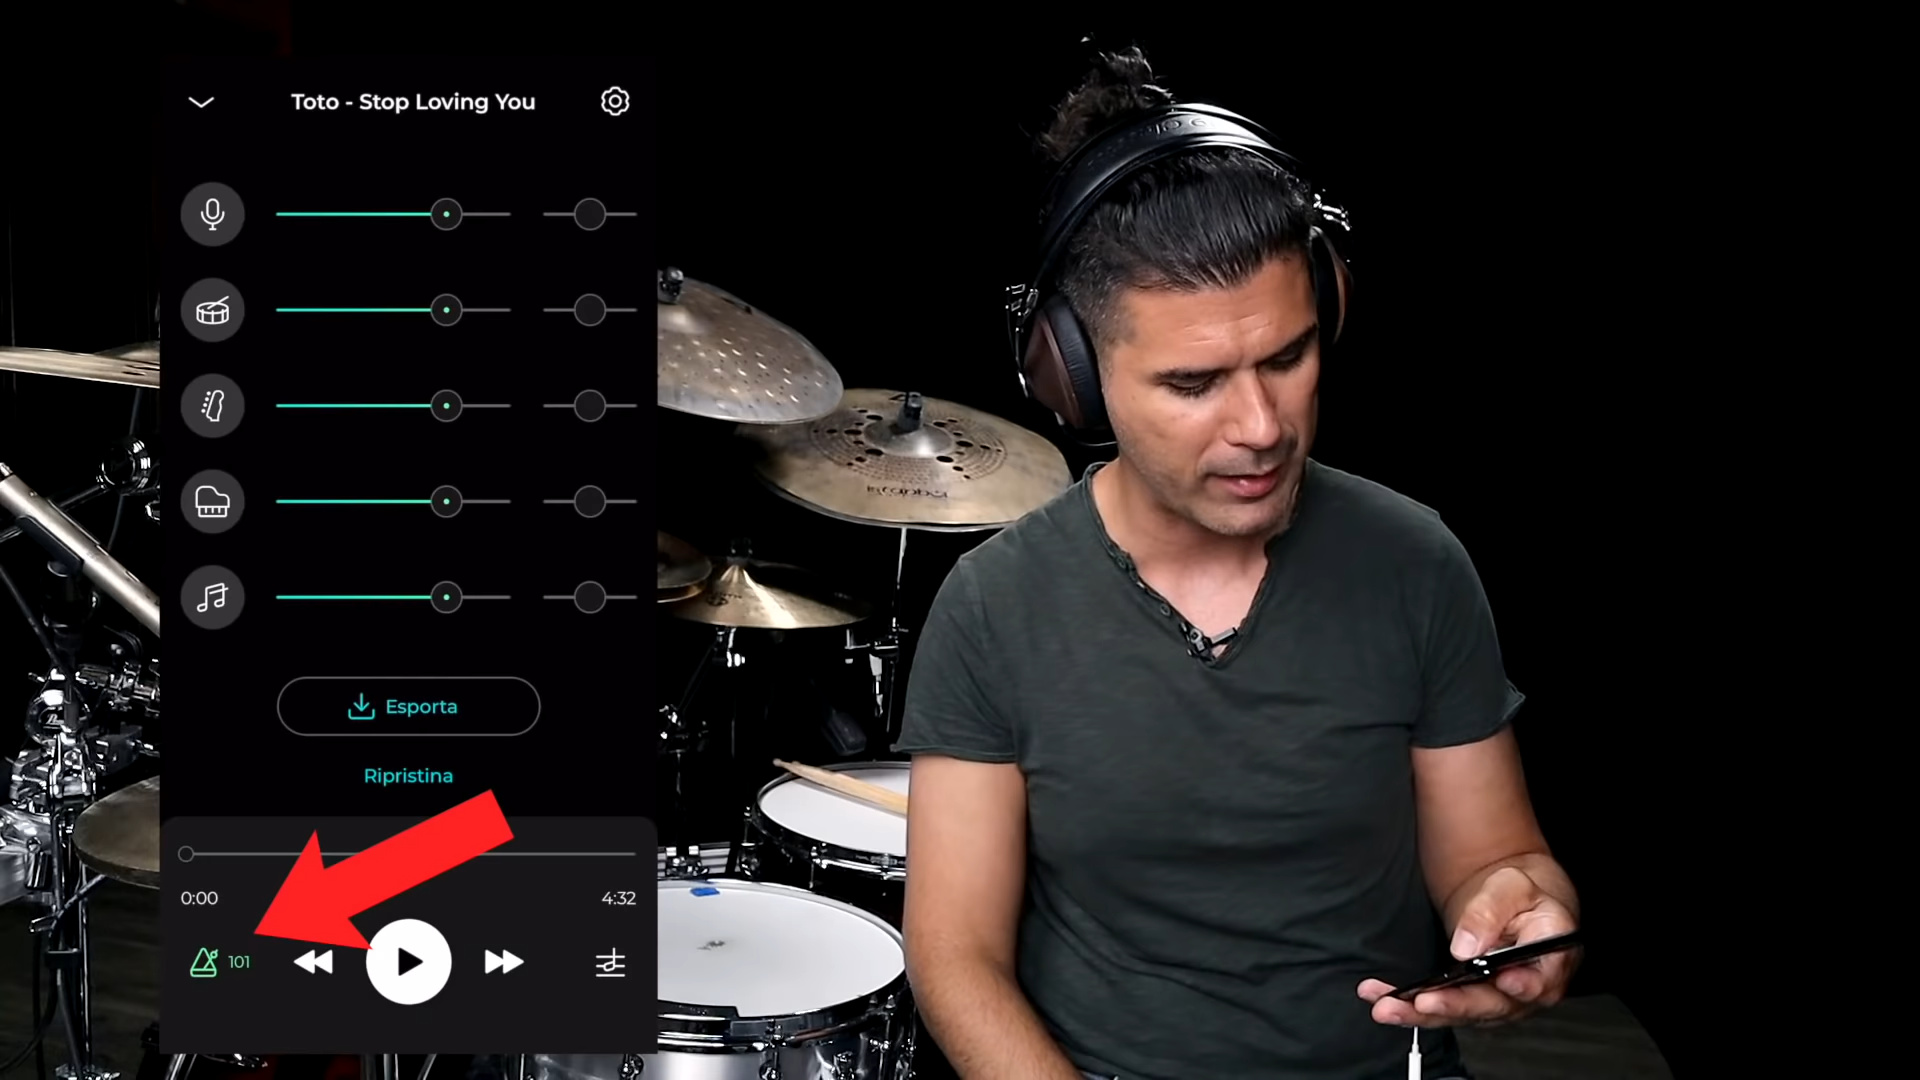 Toto - Stop Loving You
Esporta
Ripristina
0:00
4:32
101